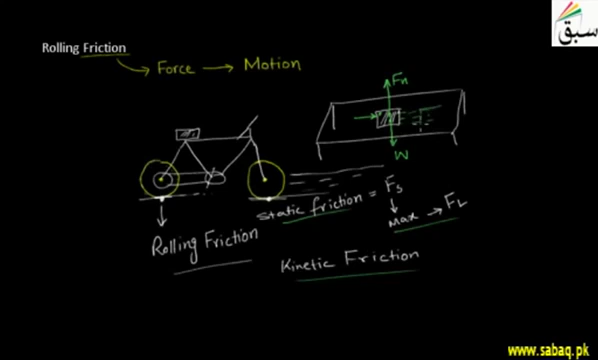 سبق
Rolling Friction
Force → Motion
Fn
W
Static friction = Fs
Max → FL
Rolling Friction
Kinetic Friction
www.sabaq.pk